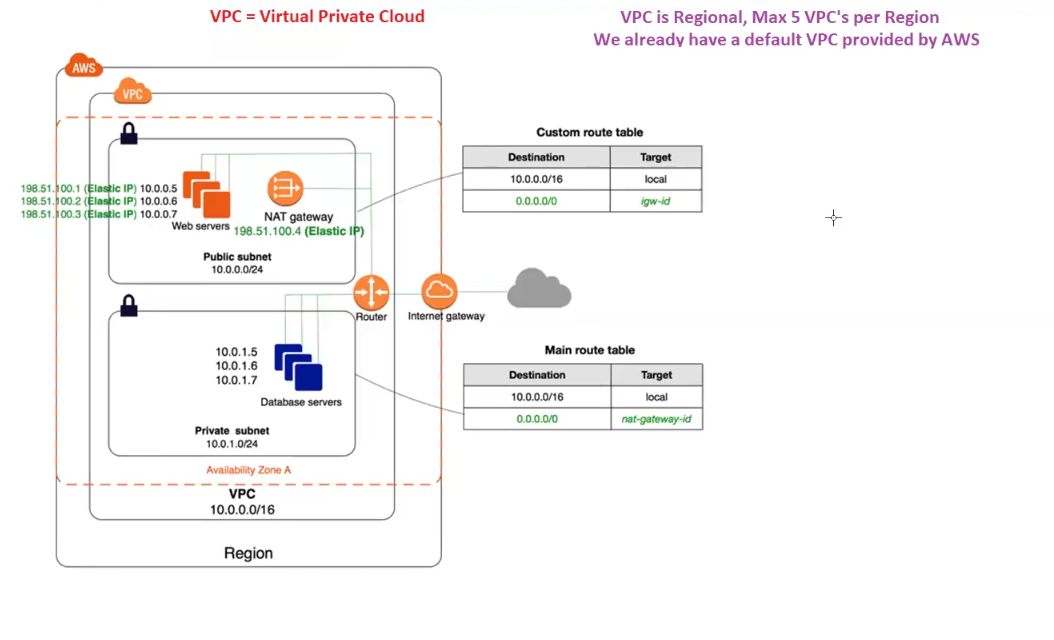 VPC = Virtual Private Cloud
VPC is Regional, Max 5 VPC's per Region
We already have a default VPC provided by AWS
AWS
VPC
198.51.100.1 (Elastic IP) 10.0.0.5
198.51.100.2 (Elastic IP) 10.0.0.6
198.51.100.3 (Elastic IP) 10.0.0.7
Web servers
NAT gateway
198.51.100.4 (Elastic IP)
Public subnet
10.0.0.0/24
Custom route table
Destination Target
10.0.0.0/16 local
0.0.0.0/0 igw-id
Router
Internet gateway
10.0.1.5
10.0.1.6
10.0.1.7
Database servers
Private subnet
10.0.1.0/24
Main route table
Destination Target
10.0.0.0/16 local
0.0.0.0/0 nat-gateway-id
Availability Zone A
VPC
10.0.0.0/16
Region